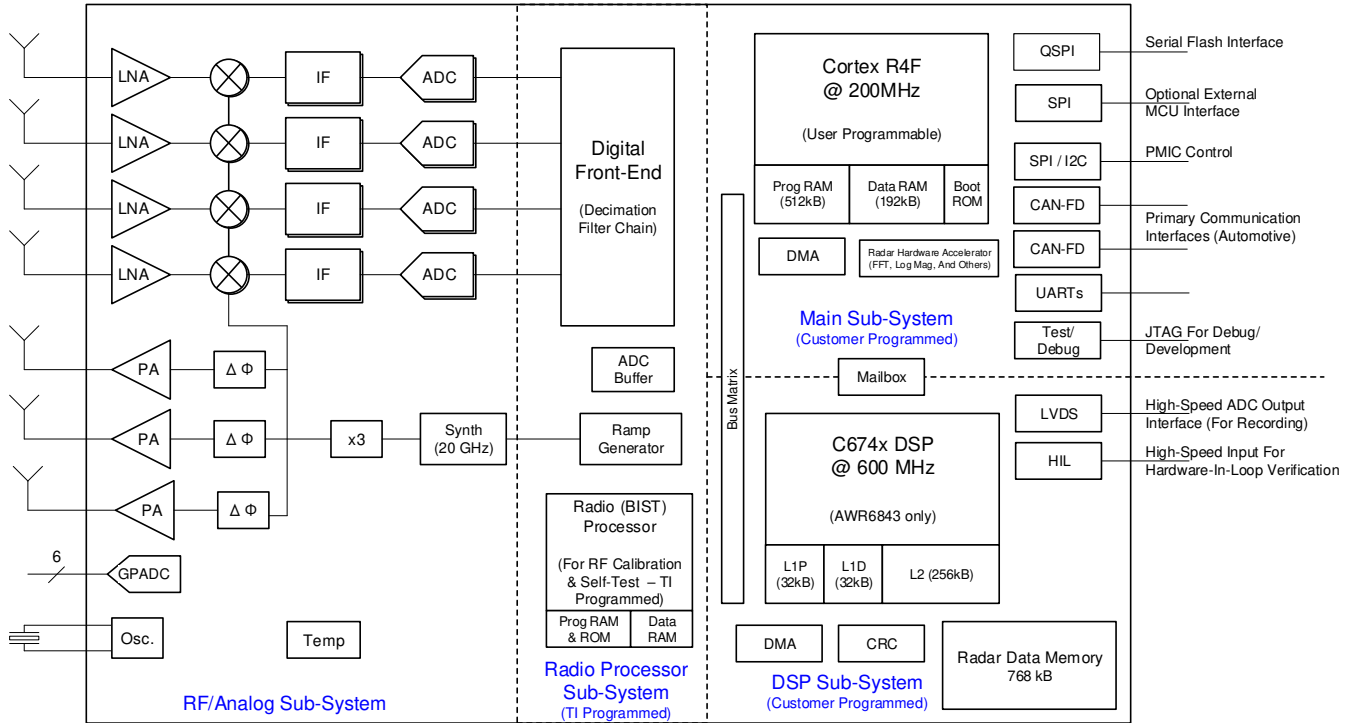 LNA
IF
ADC
LNA
IF
ADC
LNA
IF
ADC
LNA
IF
ADC
PA
Δ Φ
PA
Δ Φ
x3
Synth
(20 GHz)
PA
Δ Φ
6
GPADC
Osc.
Temp
RF/Analog Sub-System
Digital
Front-End
(Decimation
Filter Chain)
ADC
Buffer
Ramp
Generator
Radio (BIST)
Processor
(For RF Calibration
& Self-Test – TI
Programmed)
Prog RAM
& ROM
Data
RAM
Radio Processor
Sub-System
(TI Programmed)
Cortex R4F
@ 200MHz
(User Programmable)
Prog RAM
(512kB)
Data RAM
(192kB)
Boot
ROM
DMA
Radar Hardware Accelerator
(FFT, Log Mag, And Others)
Main Sub-System
(Customer Programmed)
Bus Matrix
Mailbox
C674x DSP
@ 600 MHz
(AWR6843 only)
L1P
(32kB)
L1D
(32kB)
L2 (256kB)
DMA
CRC
Radar Data Memory
768 kB
DSP Sub-System
(Customer Programmed)
QSPI
Serial Flash Interface
SPI
Optional External
MCU Interface
SPI / I2C
PMIC Control
CAN-FD
CAN-FD
Primary Communication
Interfaces (Automotive)
UARTs
Test/
Debug
JTAG For Debug/
Development
LVDS
High-Speed ADC Output
Interface (For Recording)
HIL
High-Speed Input For
Hardware-In-Loop Verification